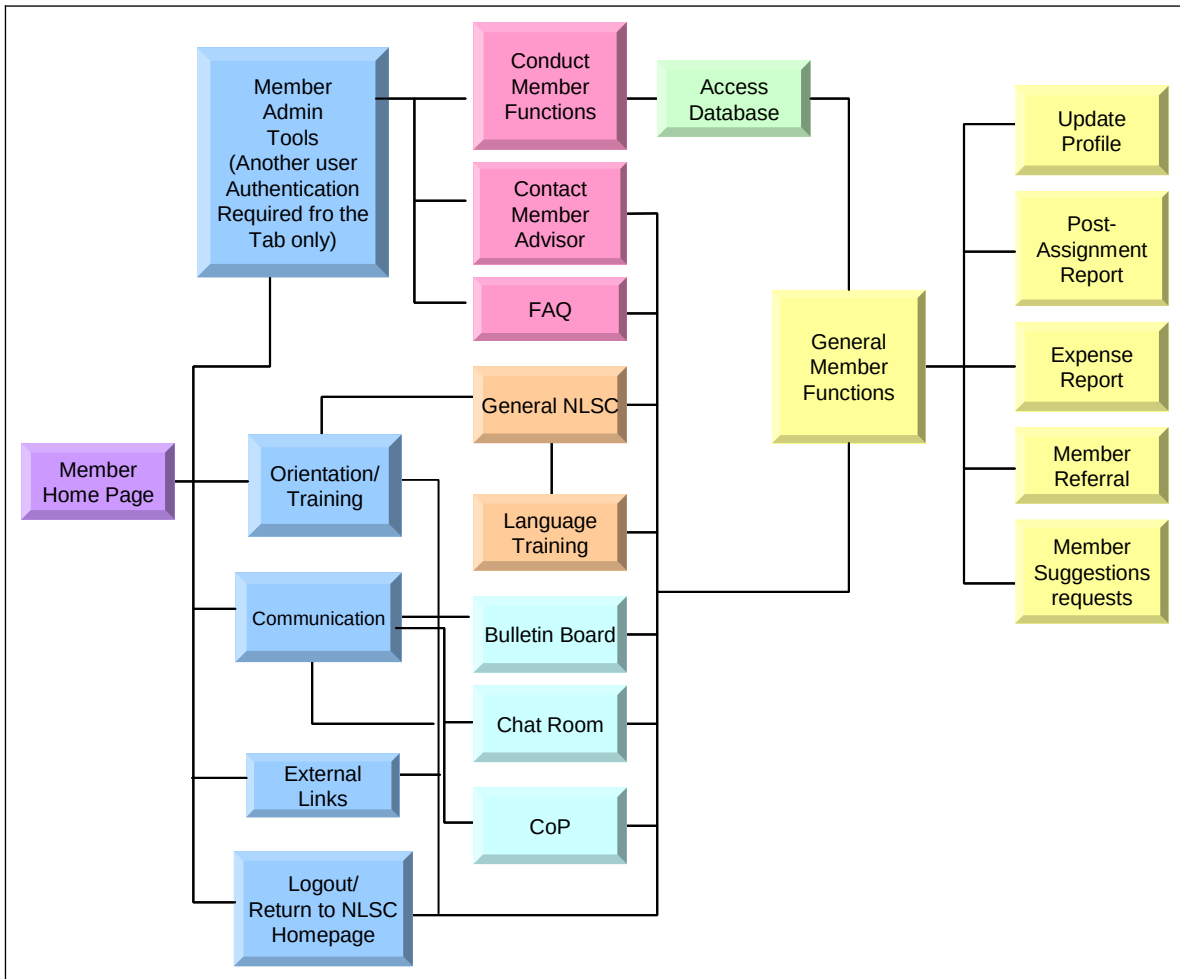 Member
Admin
Tools
(Another user
Authentication
Required fro the
Tab only)
Conduct
Member
Functions
Access
Database
Update
Profile
Contact
Member
Advisor
Post-
Assignment
Report
FAQ
General
Member
Functions
Expense
Report
General NLSC
Member
Home Page
Orientation/
Training
Member
Referral
Language
Training
Member
Suggestions
requests
Communication
Bulletin Board
Chat Room
External
Links
CoP
Logout/
Return to NLSC
Homepage